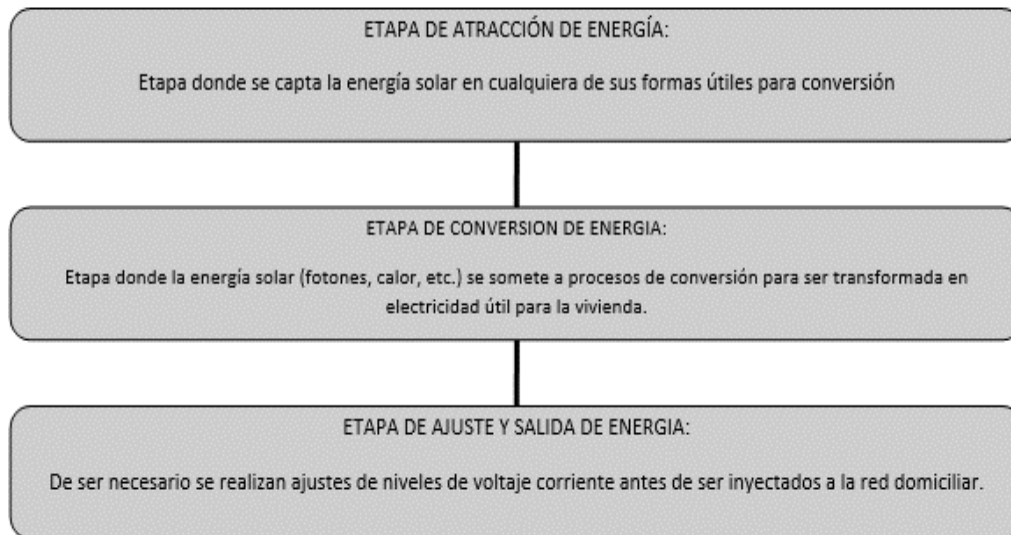 ETAPA DE ATRACCIÓN DE ENERGÍA:
Etapa donde se capta la energía solar en cualquiera de sus formas útiles para conversión
ETAPA DE CONVERSION DE ENERGIA:
Etapa donde la energía solar (fotones, calor, etc.) se somete a procesos de conversión para ser transformada en
electricidad útil para la vivienda.
ETAPA DE AJUSTE Y SALIDA DE ENERGIA:
De ser necesario se realizan ajustes de niveles de voltaje corriente antes de ser inyectados a la red domiciliar.